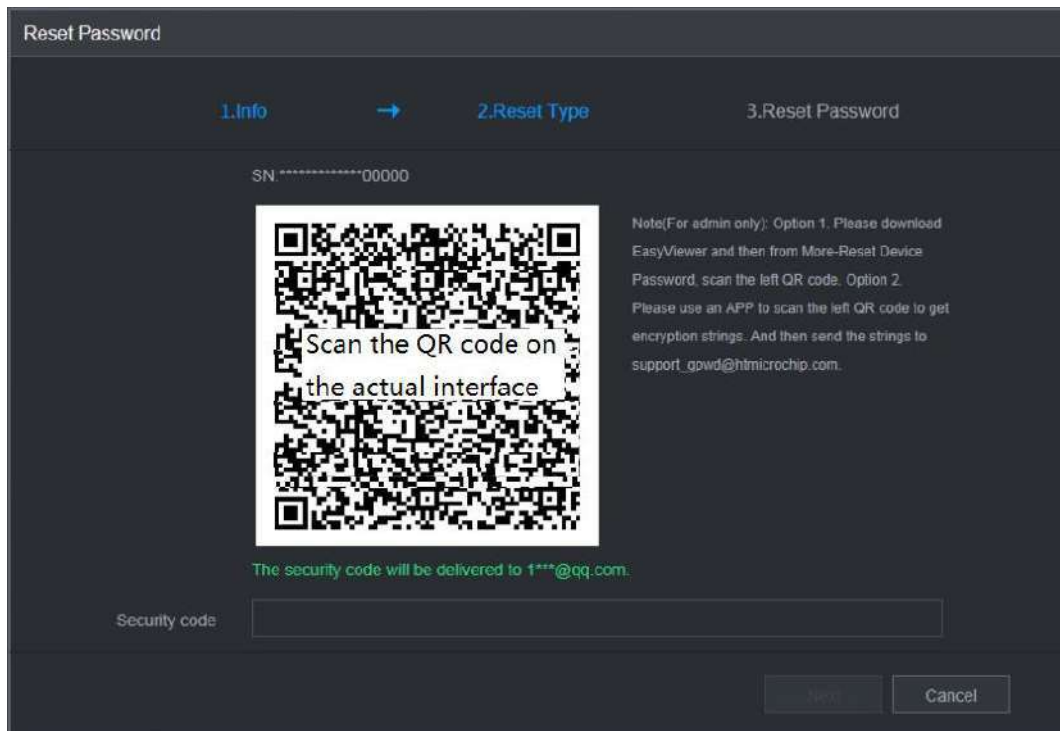 Reset Password
1.Info → 2.Reset Type 3.Reset Password
SN.*************00000
Note(For admin only): Option 1. Please download
EasyViewer and then from More-Reset Device
Password, scan the left QR code. Option 2.
Please use an APP to scan the left QR code to get
encryption strings. And then send the strings to
support_gpwd@htmicrochip.com.
Scan the QR code on
the actual interface
The security code will be delivered to 1***@qq.com.
Security code
Next Cancel